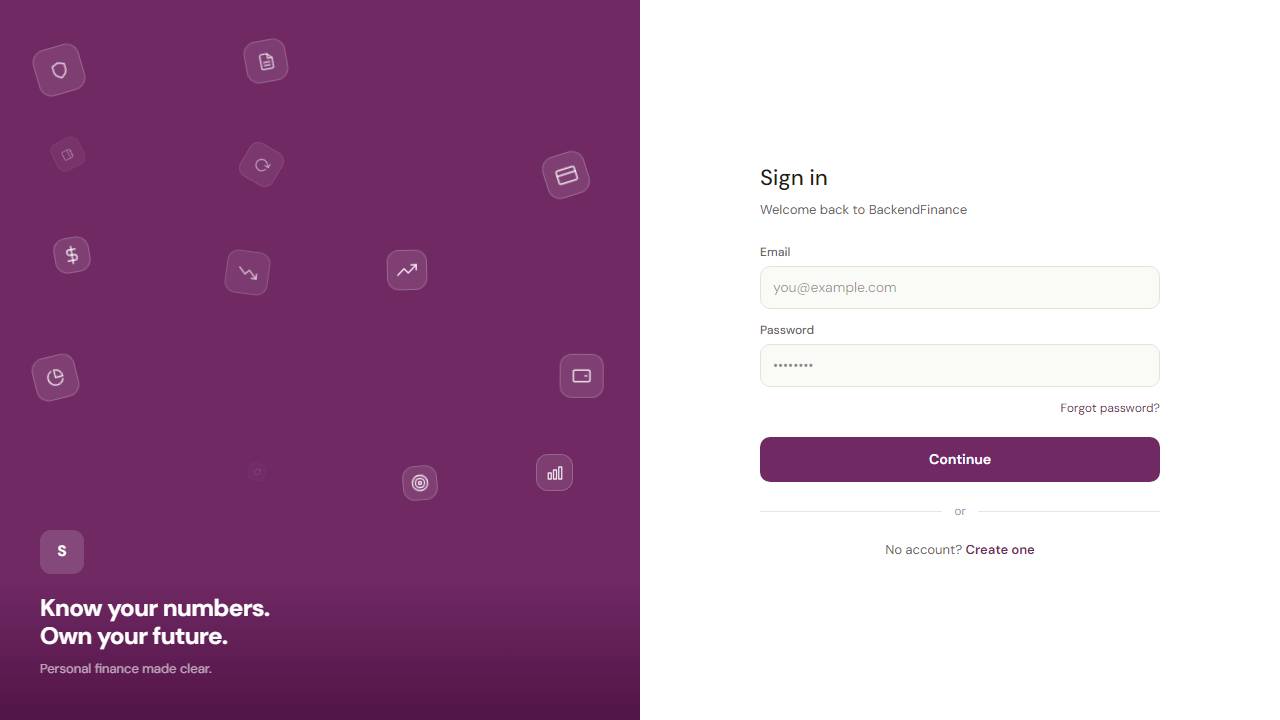 S
Know your numbers.
Own your future.
Personal finance made clear.
Sign in
Welcome back to BackendFinance
Email
you@example.com
Password
••••••••
Forgot password?
Continue
or
No account? Create one